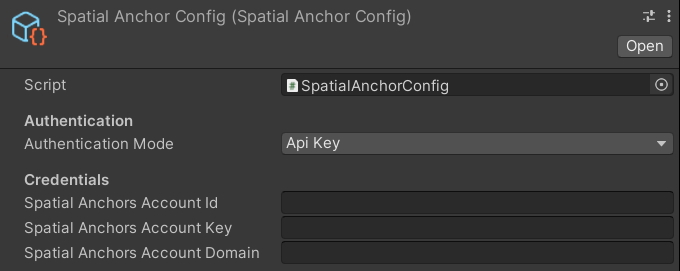 Spatial Anchor Config (Spatial Anchor Config)
Open
Script SpatialAnchorConfig
Authentication
Authentication Mode Api Key
Credentials
Spatial Anchors Account Id
Spatial Anchors Account Key
Spatial Anchors Account Domain